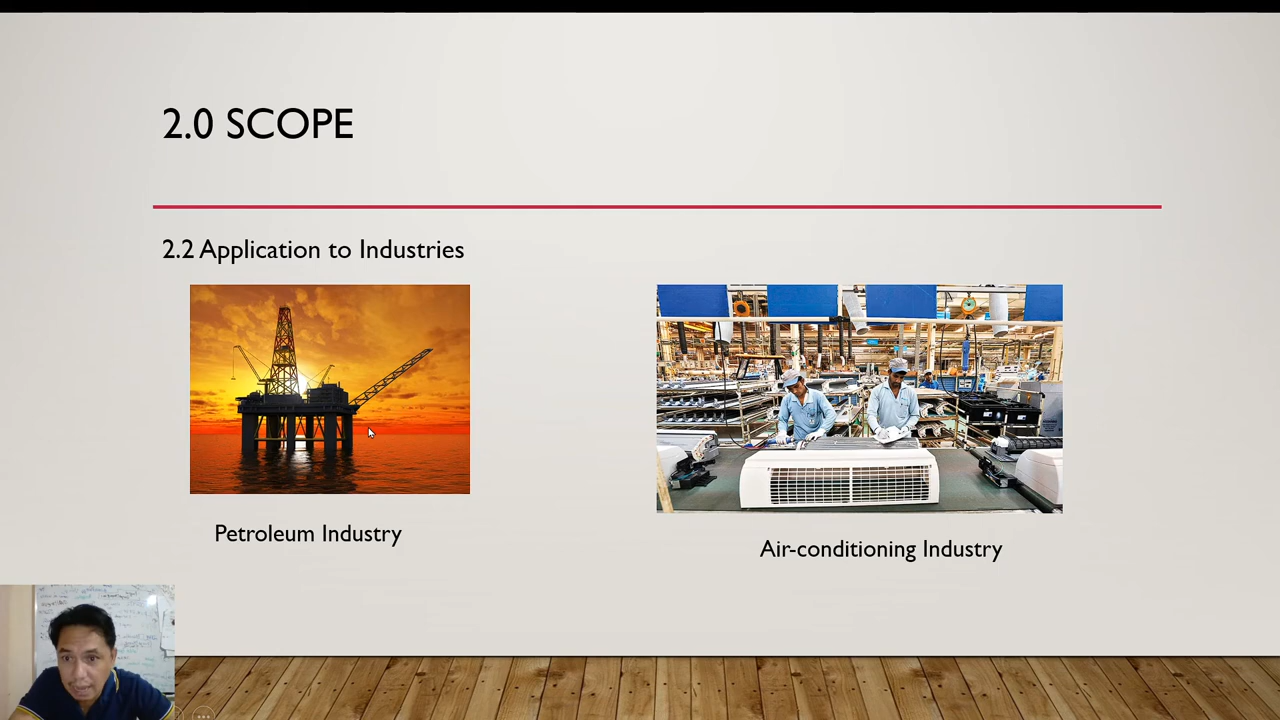 2.0 SCOPE
2.2 Application to Industries
Petroleum Industry
Air-conditioning Industry